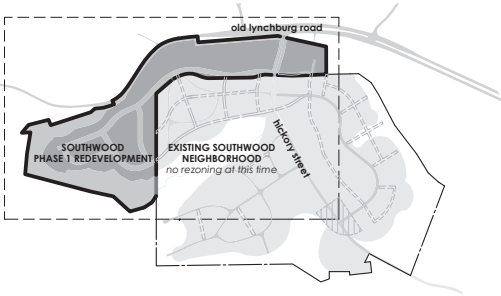 old lynchburg road
SOUTHWOOD
PHASE 1 REDEVELOPMENT
EXISTING SOUTHWOOD
NEIGHBORHOOD
no rezoning at this time
hickory street